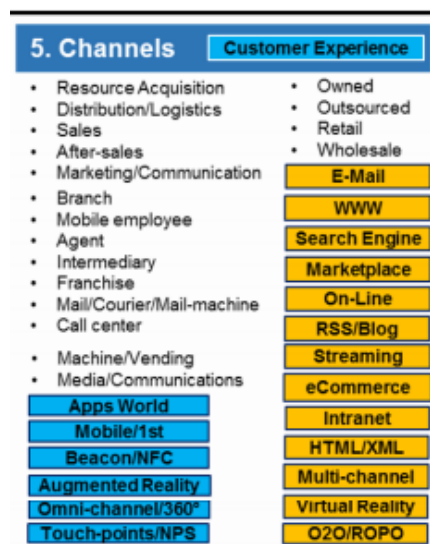 5. Channels
Customer Experience
• Resource Acquisition
• Distribution/Logistics
• Sales
• After-sales
• Marketing/Communication
• Branch
• Mobile employee
• Agent
• Intermediary
• Franchise
• Mail/Courier/Mail-machine
• Call center
• Machine/Vending
• Media/Communications
Apps World
Mobile/1st
Beacon/NFC
Augmented Reality
Omni-channel/360º
Touch-points/NPS
• Owned
• Outsourced
• Retail
• Wholesale
E-Mail
WWW
Search Engine
Marketplace
On-Line
RSS/Blog
Streaming
eCommerce
Intranet
HTML/XML
Multi-channel
Virtual Reality
O2O/ROPO